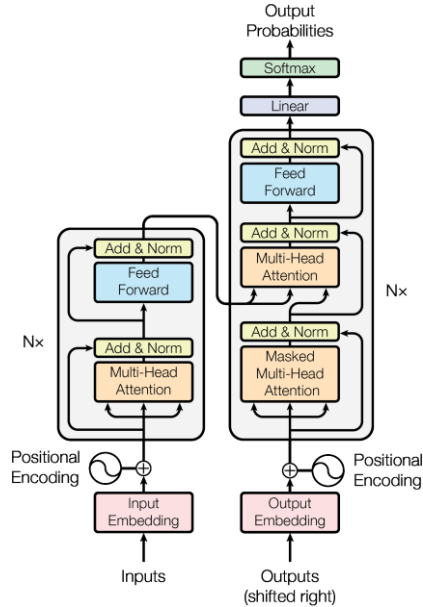 Output
Probabilities
Softmax
Linear
Add & Norm
Feed
Forward
Add & Norm
Multi-Head
Attention
Add & Norm
Masked
Multi-Head
Attention
N×
Add & Norm
Feed
Forward
Add & Norm
Multi-Head
Attention
N×
Positional
Encoding
Positional
Encoding
Input
Embedding
Output
Embedding
Inputs
Outputs
(shifted right)